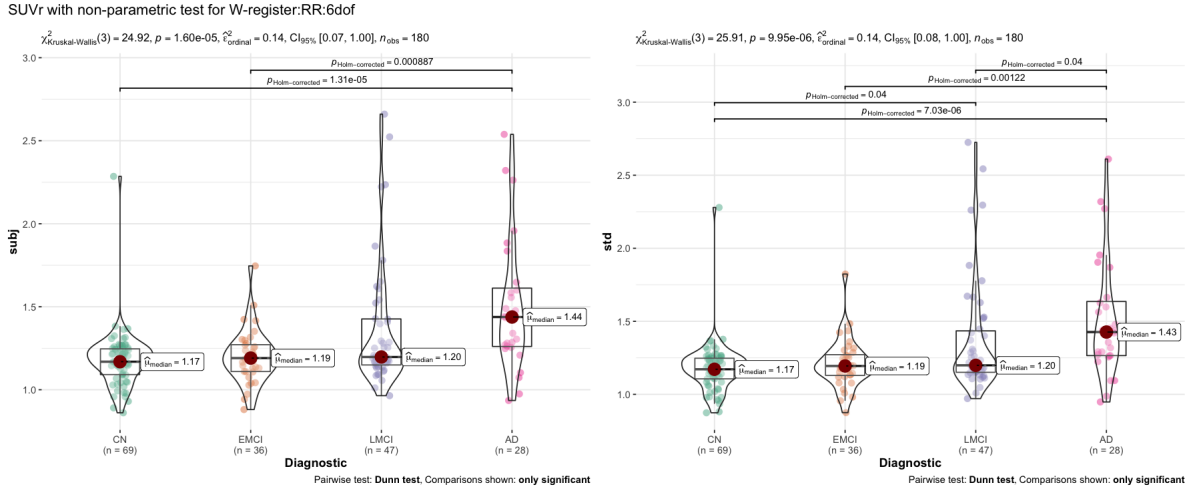 SUVr with non-parametric test for W-register:RR:6dof
χ²Kruskal-Wallis(3) = 24.92, p = 1.60e-05, ε̂²ordinal = 0.14, CI95% [0.07, 1.00], nobs = 180
3.0
pHolm-corrected = 0.000887
pHolm-corrected = 1.31e-05
2.5
2.0
1.5
1.0
subj
μ̂median = 1.17
μ̂median = 1.19
μ̂median = 1.20
μ̂median = 1.44
CN
(n = 69)
EMCI
(n = 36)
LMCI
(n = 47)
AD
(n = 28)
Diagnostic
Pairwise test: Dunn test, Comparisons shown: only significant
χ²Kruskal-Wallis(3) = 25.91, p = 9.95e-06, ε̂²ordinal = 0.14, CI95% [0.08, 1.00], nobs = 180
pHolm-corrected = 0.04
pHolm-corrected = 0.00122
pHolm-corrected = 0.04
pHolm-corrected = 7.03e-06
3.0
2.5
2.0
1.5
1.0
std
μ̂median = 1.17
μ̂median = 1.19
μ̂median = 1.20
μ̂median = 1.43
CN
(n = 69)
EMCI
(n = 36)
LMCI
(n = 47)
AD
(n = 28)
Diagnostic
Pairwise test: Dunn test, Comparisons shown: only significant